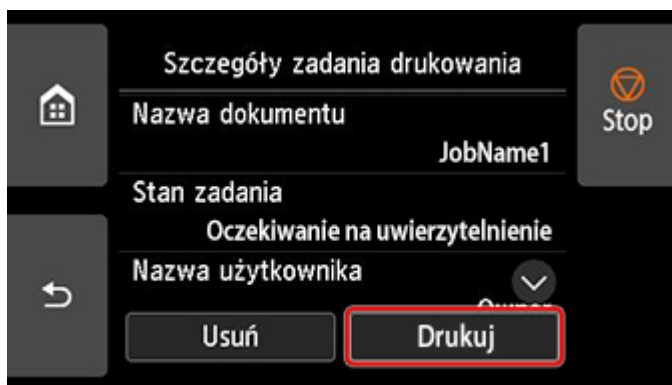 Szczegóły zadania drukowania
Stop
Nazwa dokumentu
JobName1
Stan zadania
Oczekiwanie na uwierzytelnienie
Nazwa użytkownika
Usuń
Drukuj